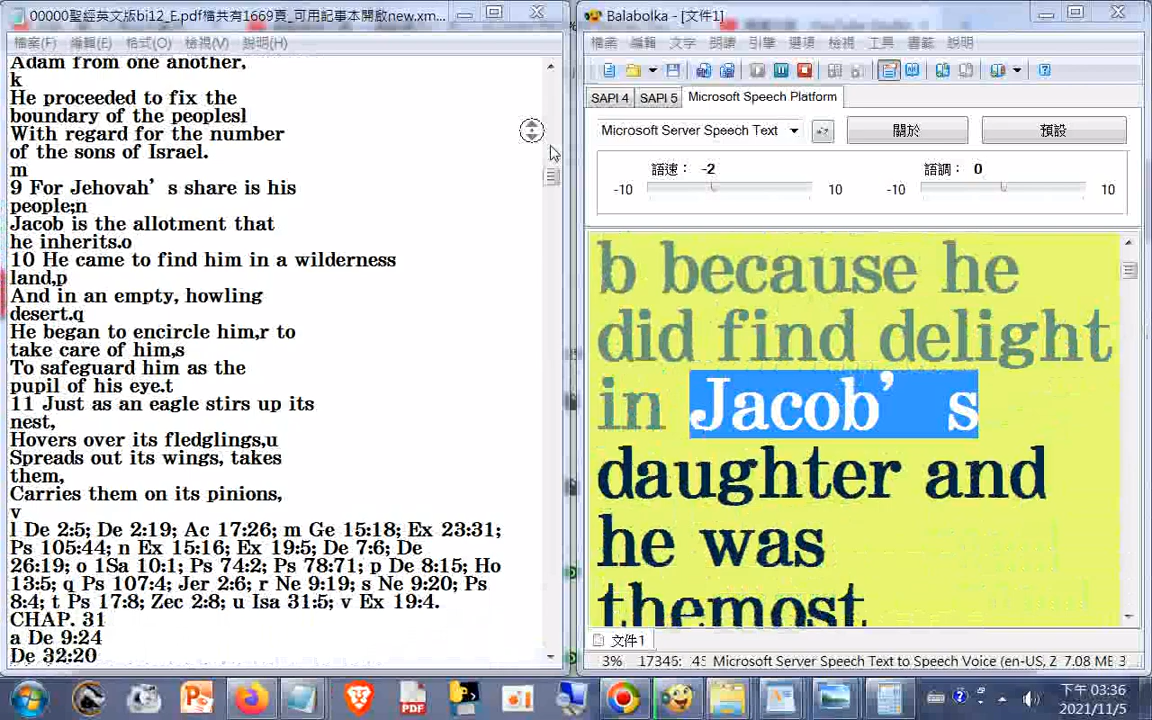 00000聖經英文版bi12_E.pdf檔共有1669頁_可用記事本開啟new.xm...
檔案(F) 編輯(E) 格式(O) 檢視(V) 說明(H)
Adam from one another,
k
He proceeded to fix the
boundary of the peoplesl
With regard for the number
of the sons of Israel.
m
9 For Jehovah’s share is his
people;n
Jacob is the allotment that
he inherits.o
10 He came to find him in a wilderness
land,p
And in an empty, howling
desert.q
He began to encircle him,r to
take care of him,s
To safeguard him as the
pupil of his eye.t
11 Just as an eagle stirs up its
nest,
Hovers over its fledglings,u
Spreads out its wings, takes
them,
Carries them on its pinions,
v
l De 2:5; De 2:19; Ac 17:26; m Ge 15:18; Ex 23:31;
Ps 105:44; n Ex 15:16; Ex 19:5; De 7:6; De
26:19; o 1Sa 10:1; Ps 74:2; Ps 78:71; p De 8:15; Ho
13:5; q Ps 107:4; Jer 2:6; r Ne 9:19; s Ne 9:20; Ps
8:4; t Ps 17:8; Zec 2:8; u Isa 31:5; v Ex 19:4.
CHAP. 31
a De 9:24
De 32:20
Balabolka - [文件1]
檔案 編輯 文字 朗讀 引擎 選項 檢視 工具 書籤 說明
SAPI 4 SAPI 5 Microsoft Speech Platform
Microsoft Server Speech Text 關於 預設
語速： -2 語調： 0
-10 10 -10 10
b because he
did find delight
in Jacob’s
daughter and
he was
themost
文件1
3% 17345: 45 Microsoft Server Speech Text to Speech Voice (en-US, 2 7.08 MB 3
PDF
下午 03:36
2021/11/5